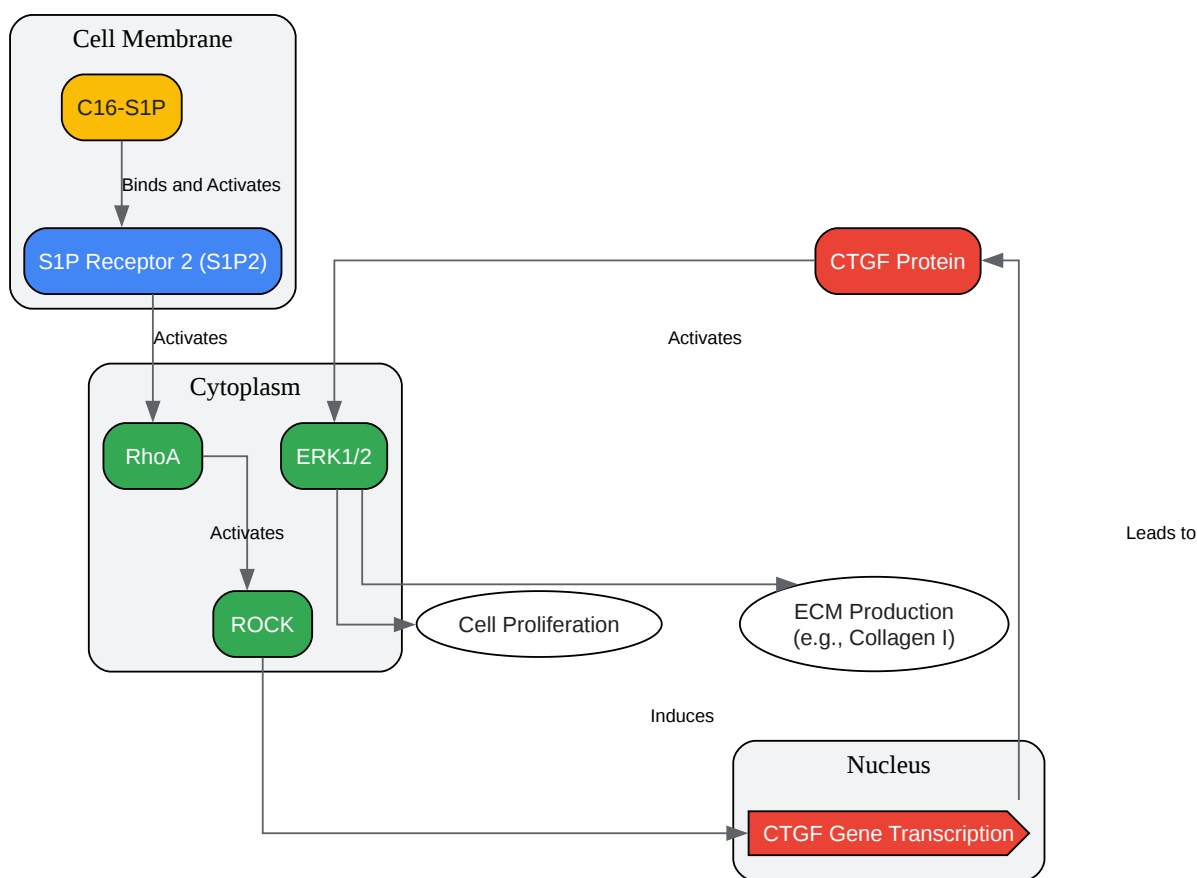 Cell Membrane
C16-S1P
Binds and Activates
S1P Receptor 2 (S1P2)
CTGF Protein
Activates
Activates
Cytoplasm
RhoA
ERK1/2
Activates
Leads to
ROCK
Cell Proliferation
ECM Production
(e.g., Collagen I)
Induces
Nucleus
CTGF Gene Transcription